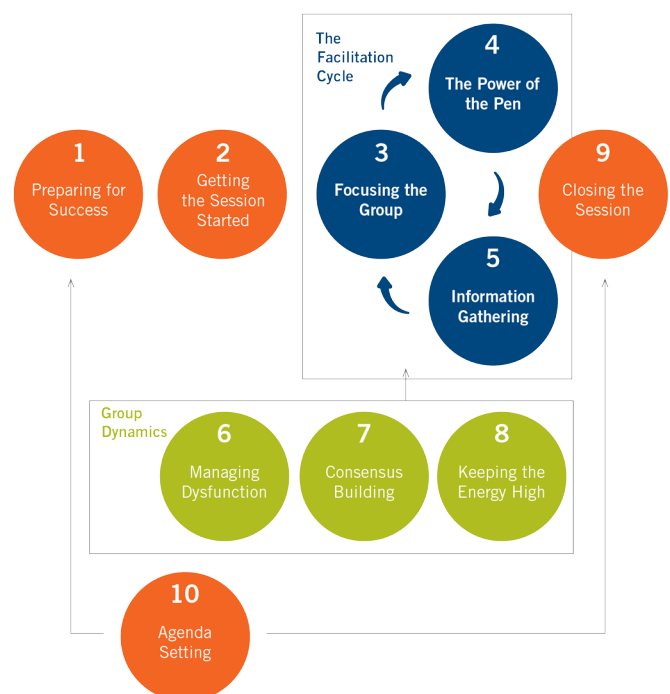 The
Facilitation
Cycle
4
The Power of
the Pen
1
Preparing for
Success
2
Getting
the Session
Started
3
Focusing the
Group
9
Closing the
Session
5
Information
Gathering
Group
Dynamics
6
Managing
Dysfunction
7
Consensus
Building
8
Keeping the
Energy High
10
Agenda
Setting